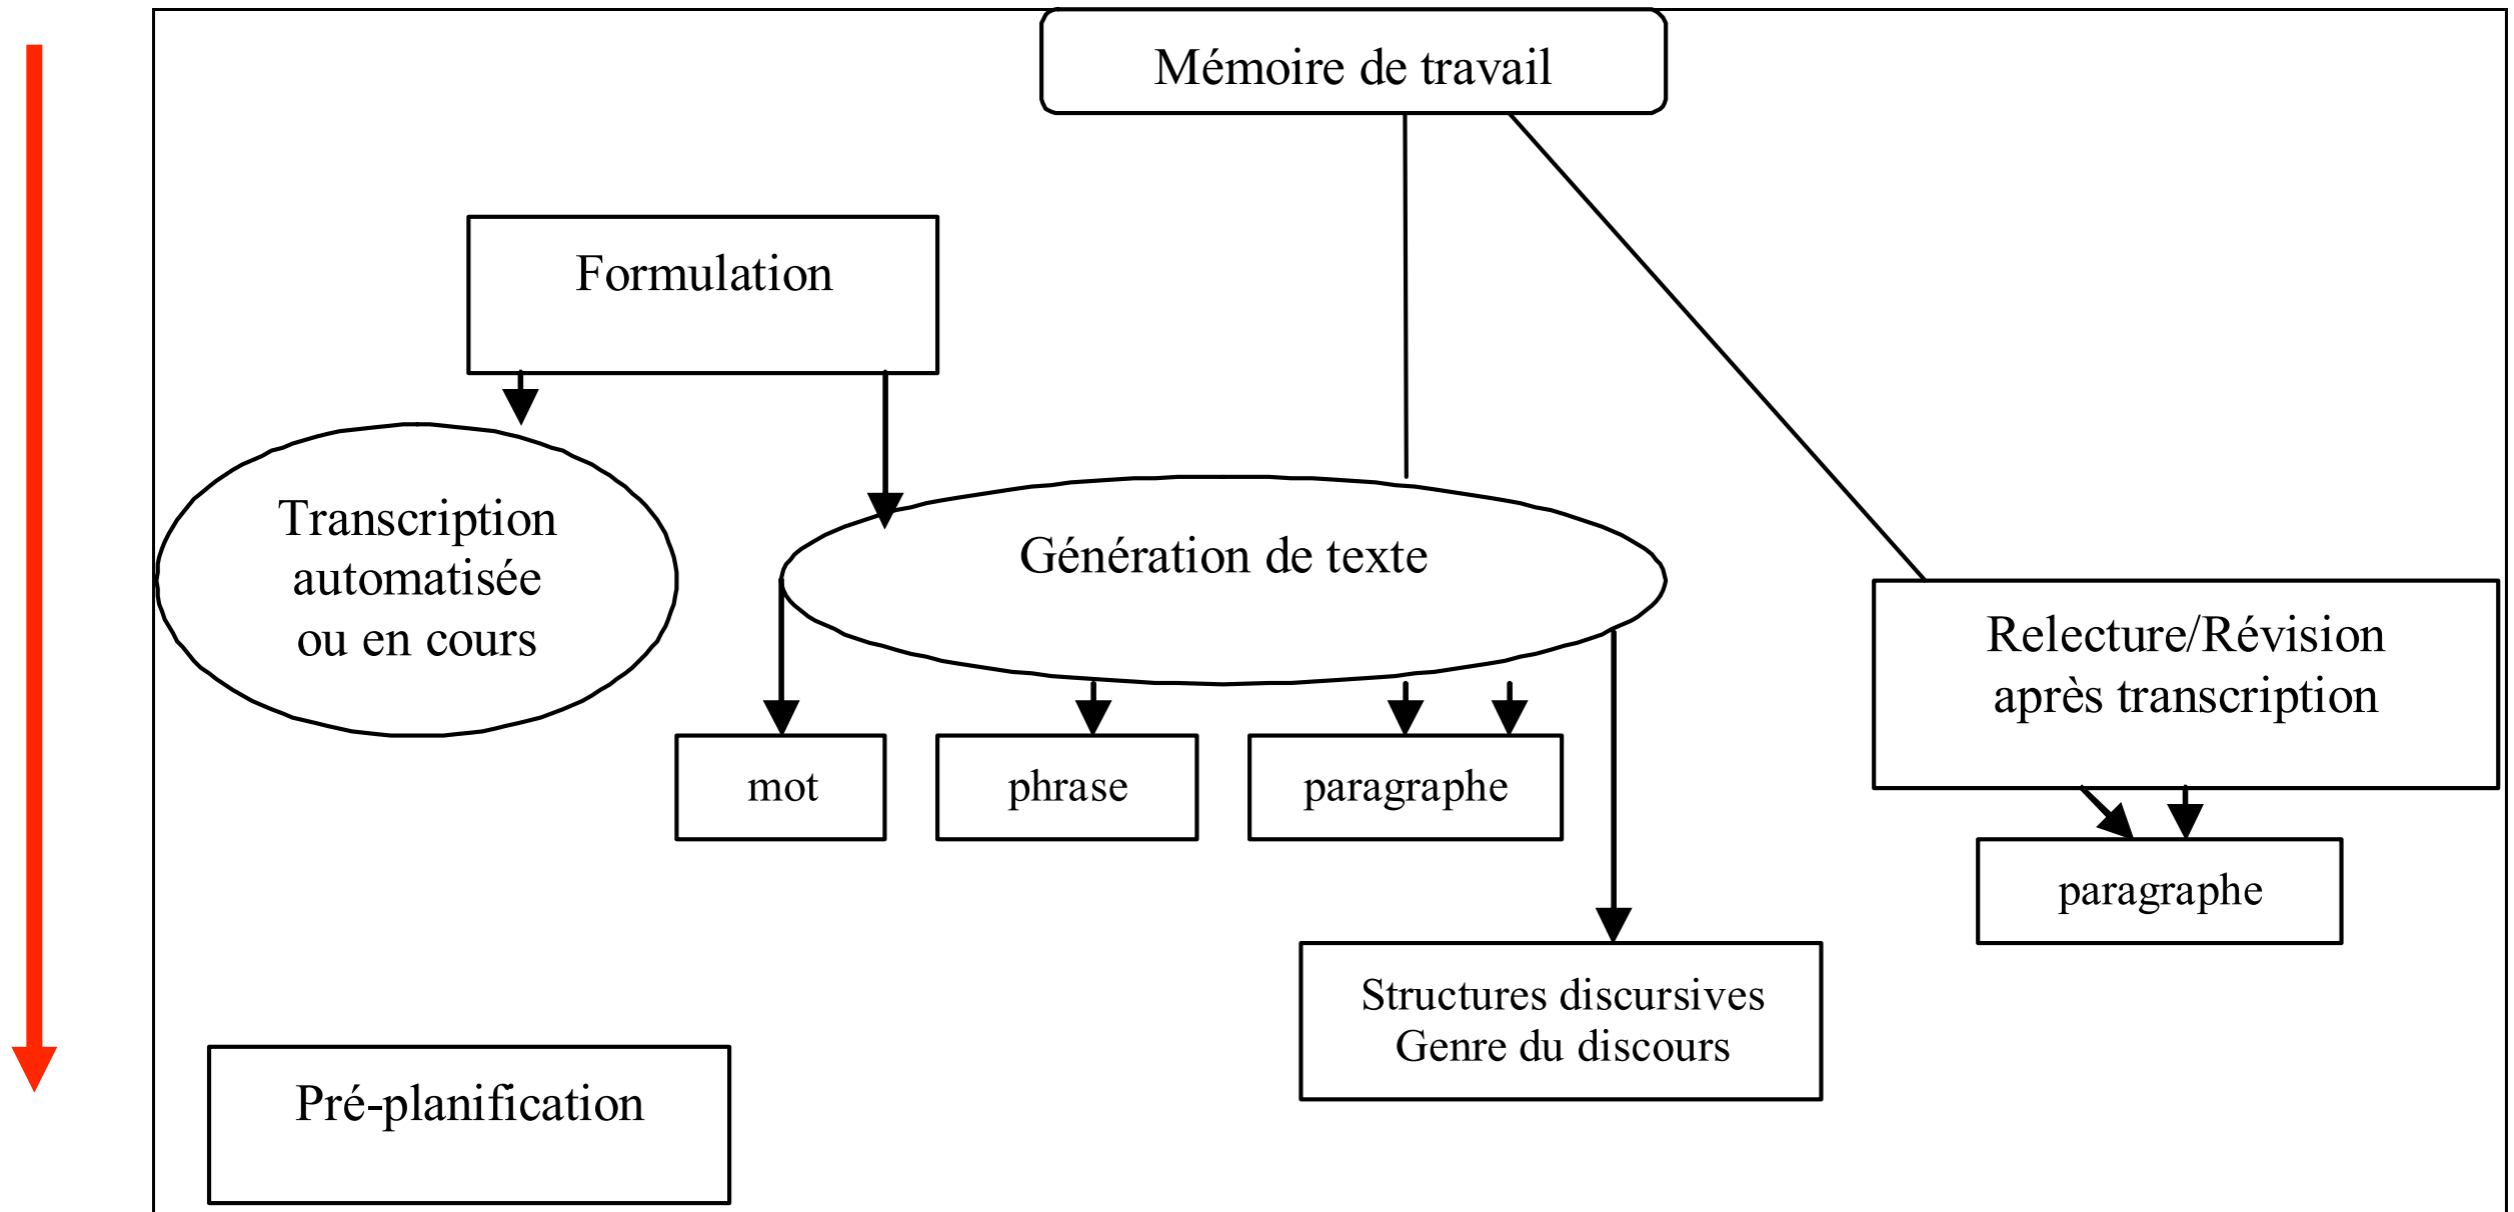 Mémoire de travail
Formulation
Transcription
automatisée
ou en cours
Génération de texte
Relecture/Révision
après transcription
mot
phrase
paragraphe
paragraphe
Structures discursives
Genre du discours
Pré-planification